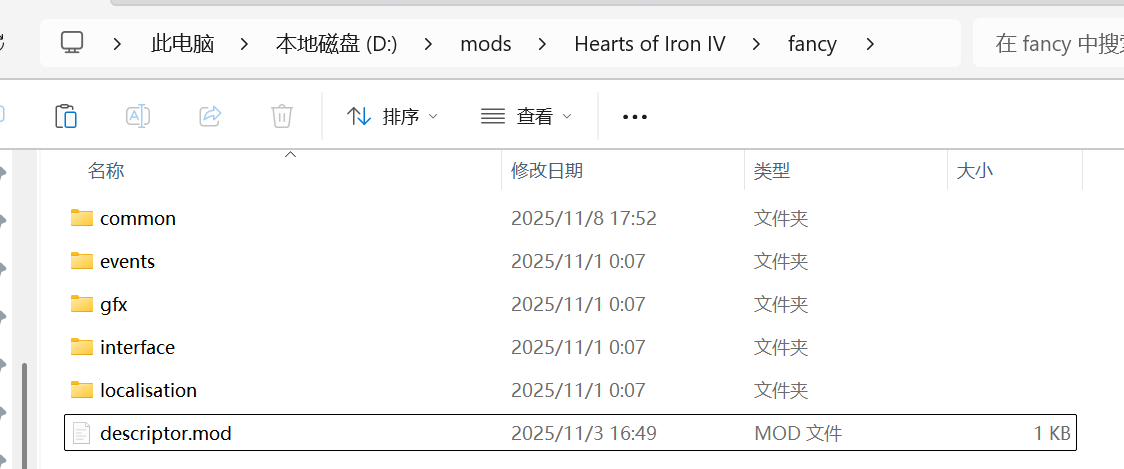 此电脑 本地磁盘 (D:) mods Hearts of Iron IV fancy 在 fancy 中搜
排序 查看
名称 修改日期 类型 大小
common 2025/11/8 17:52 文件夹
events 2025/11/1 0:07 文件夹
gfx 2025/11/1 0:07 文件夹
interface 2025/11/1 0:07 文件夹
localisation 2025/11/1 0:07 文件夹
descriptor.mod 2025/11/3 16:49 MOD 文件 1 KB